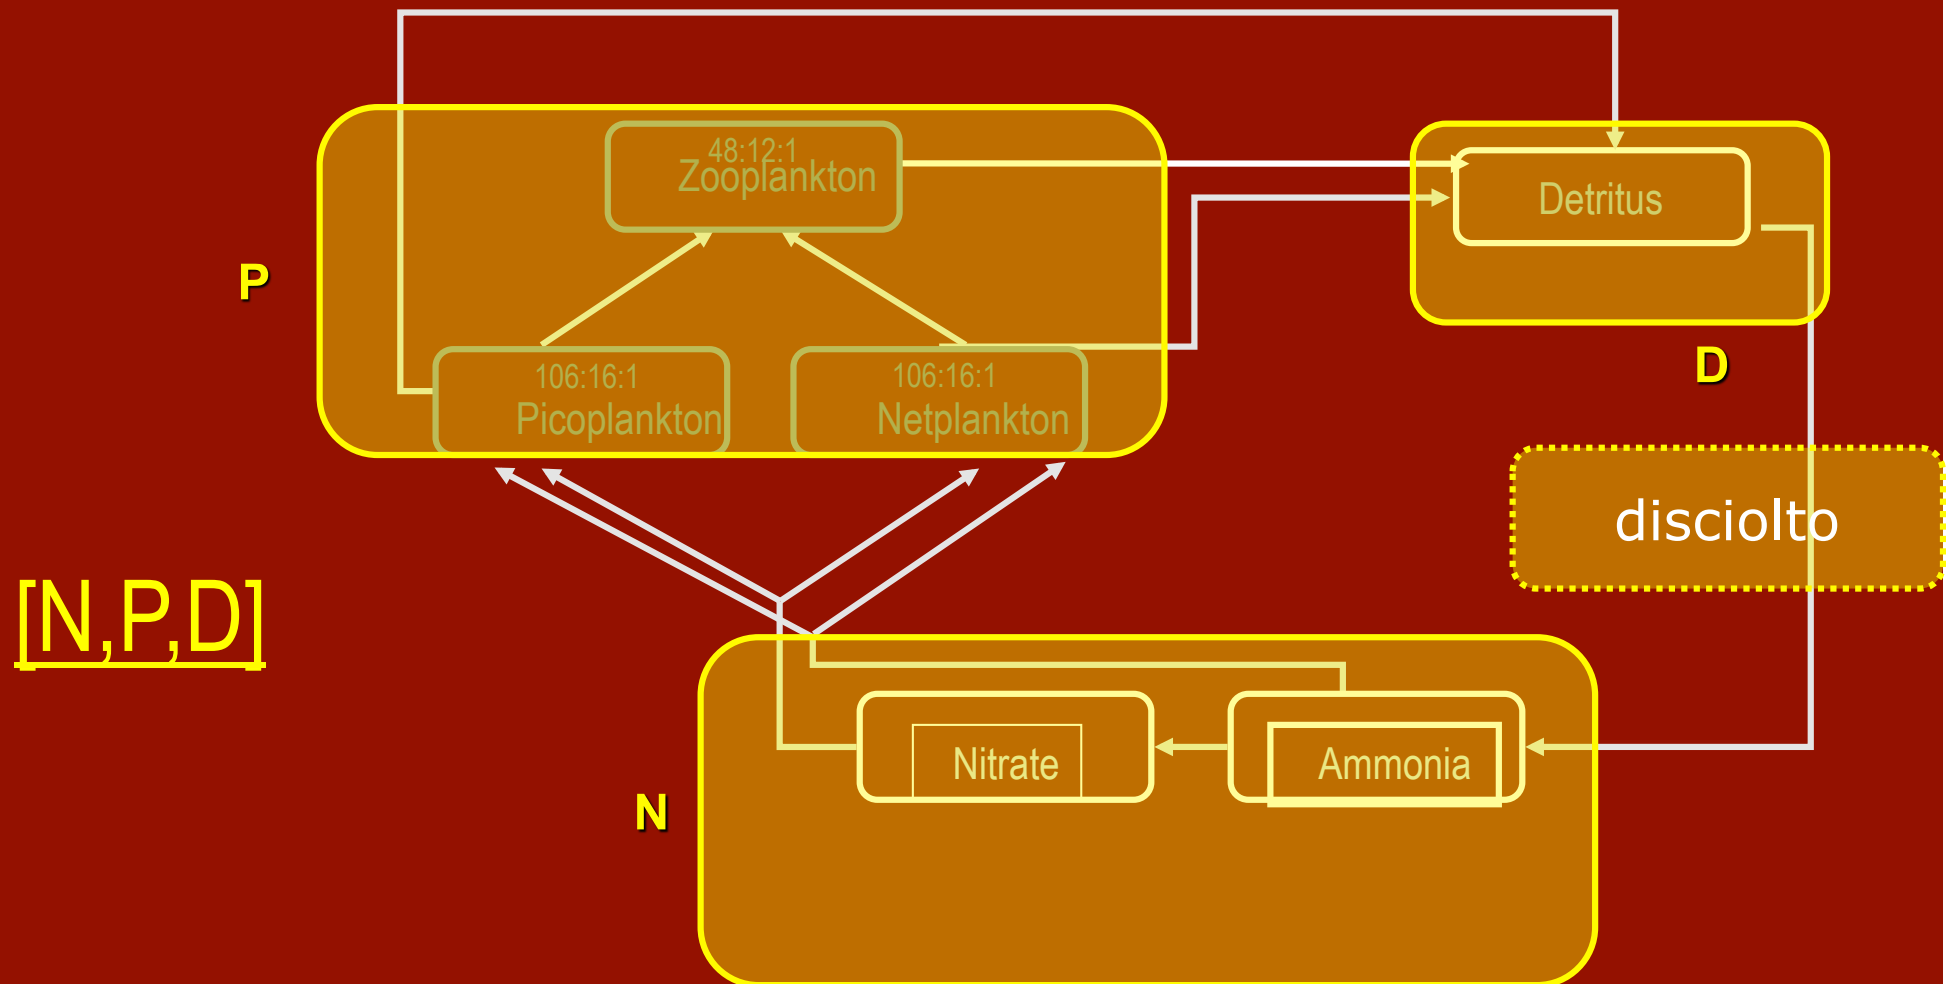 48:12:1
Zooplankton
Detritus
P
D
106:16:1
Picoplankton
106:16:1
Netplankton
disciolto
[N,P,D]
Nitrate
Ammonia
N